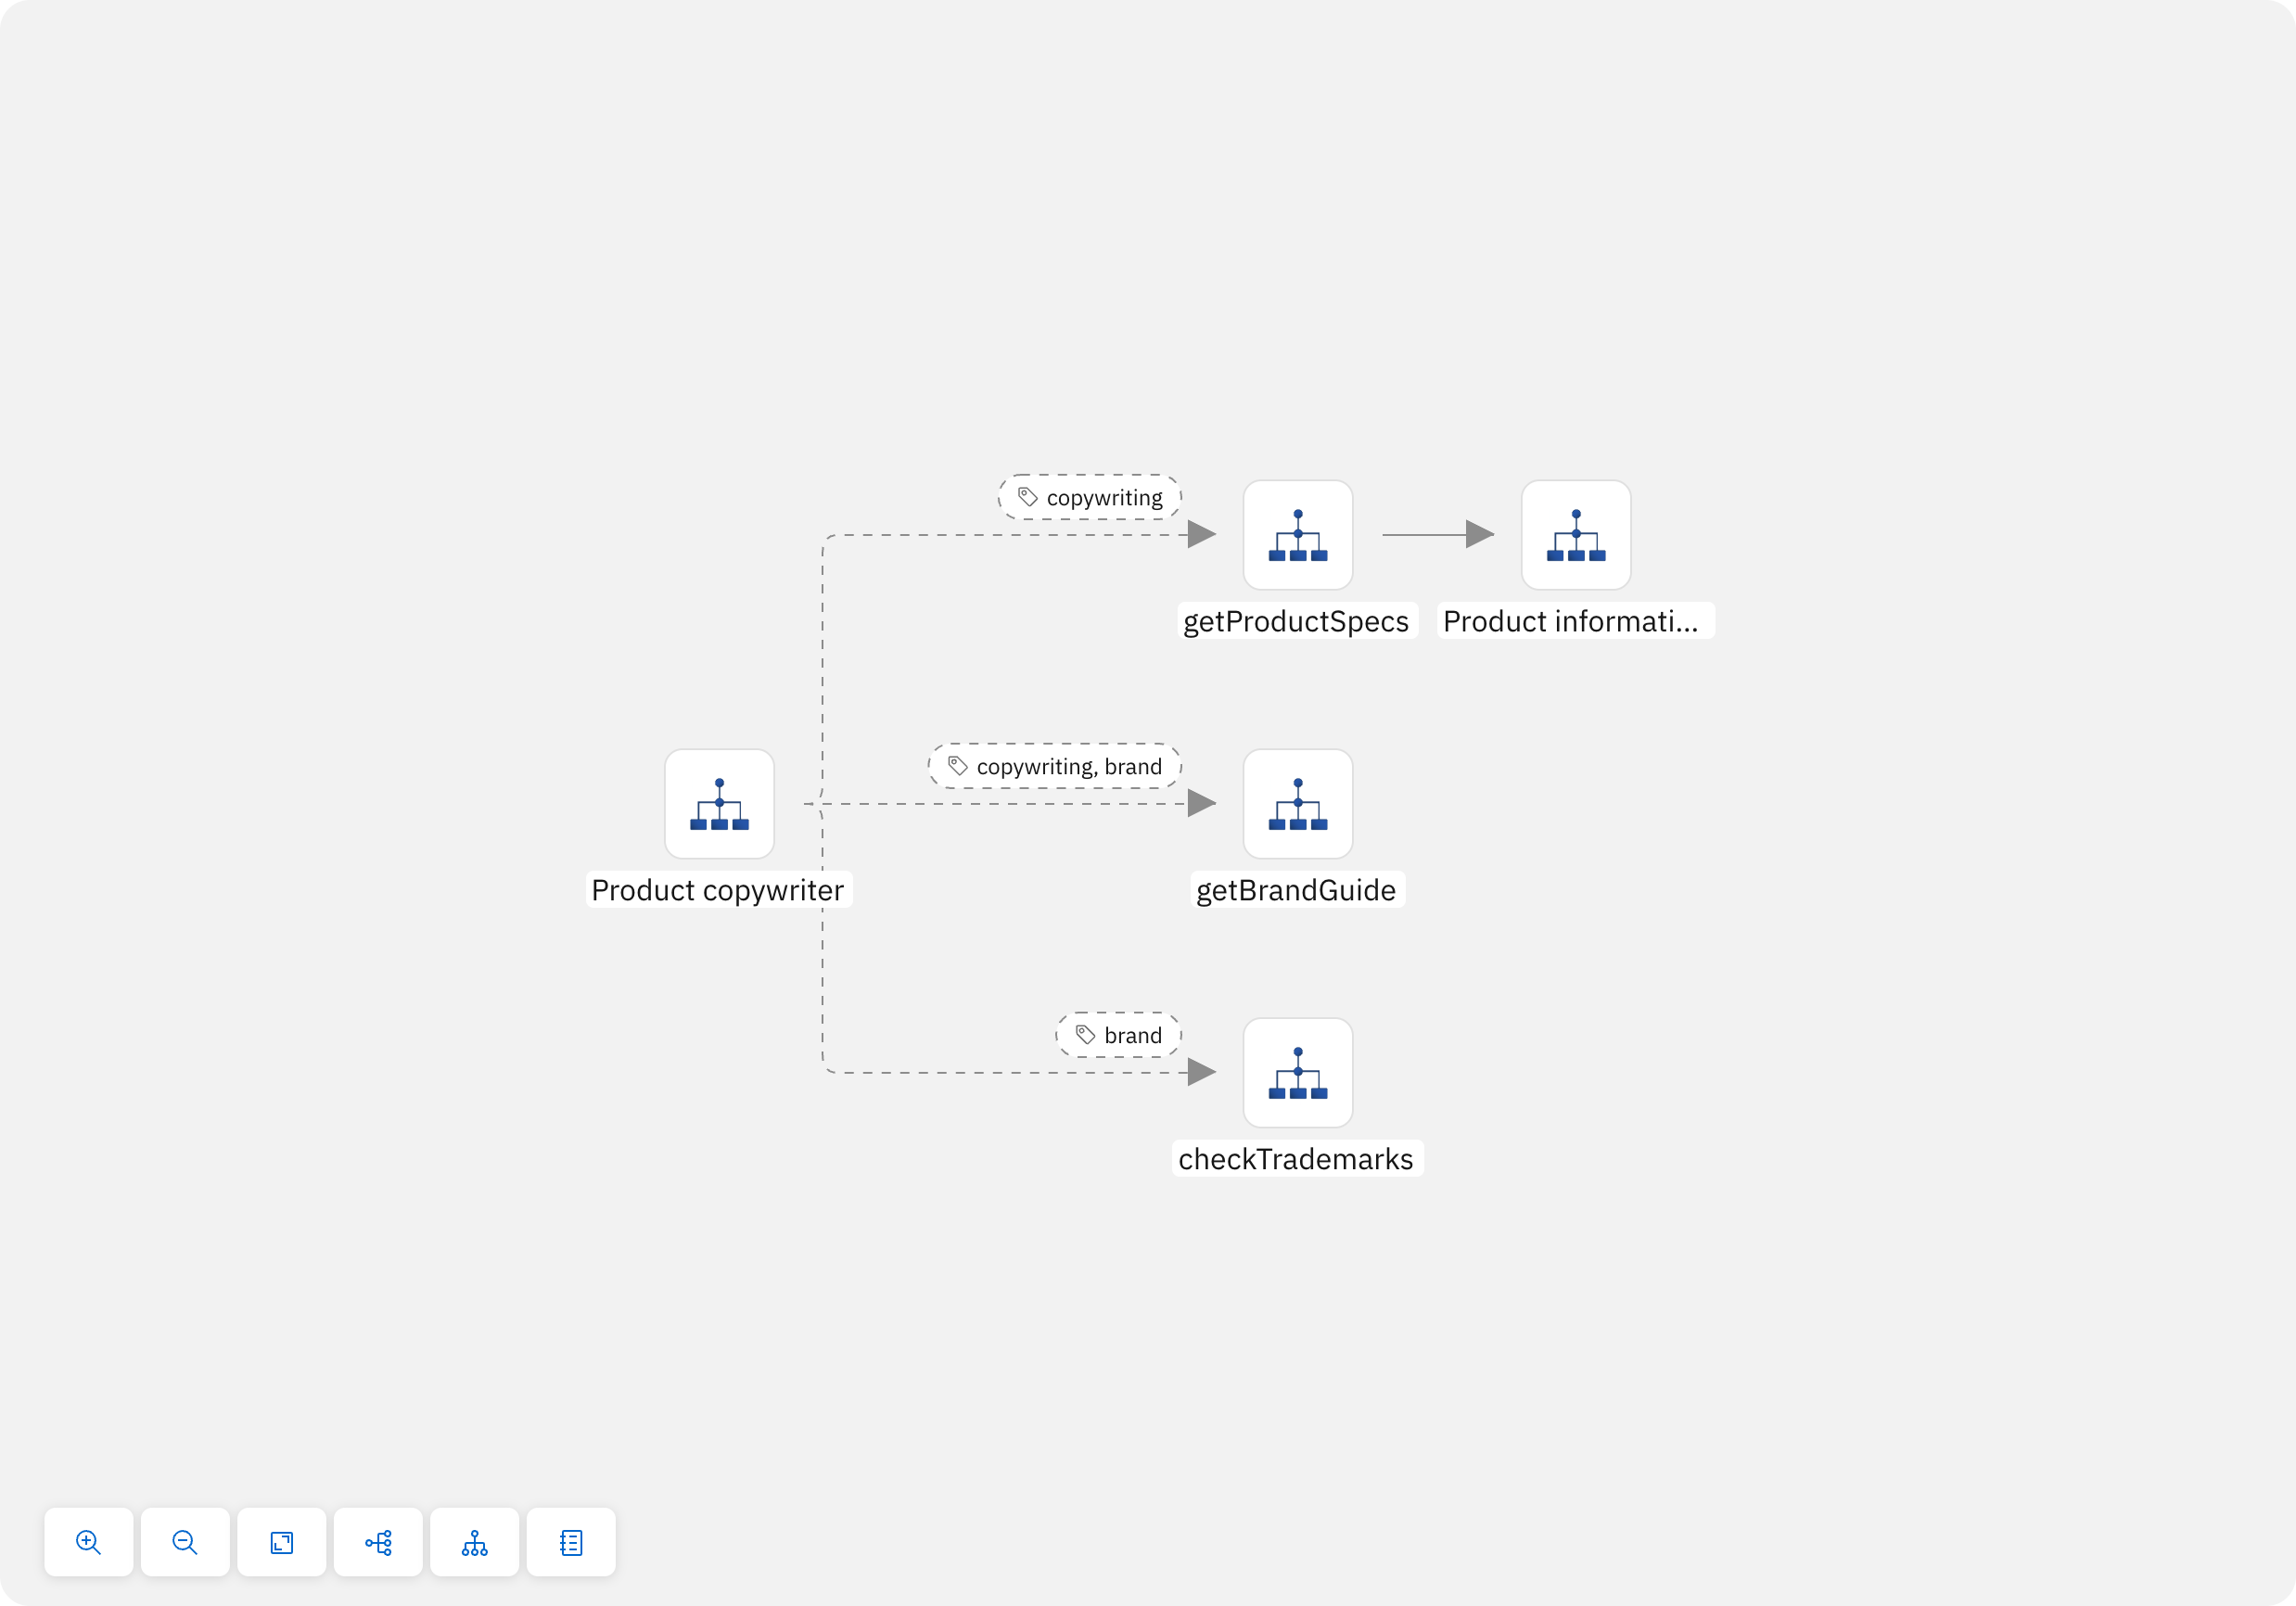 copywriting
getProductSpecs
Product informati...
copywriting, brand
Product copywriter
getBrandGuide
brand
checkTrademarks